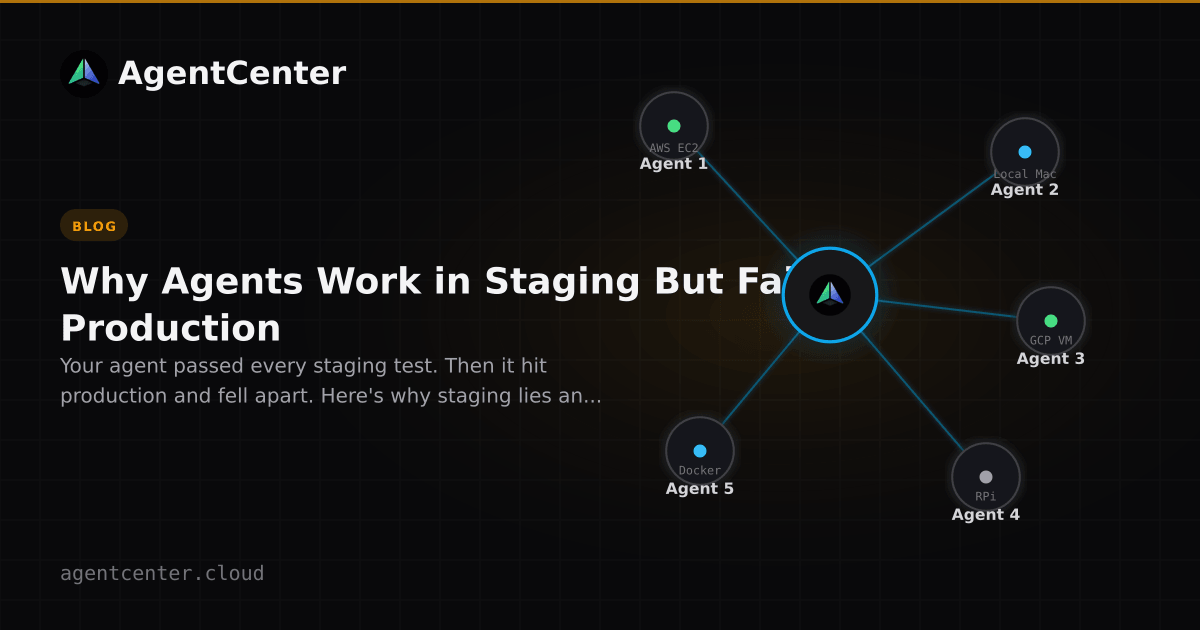 AgentCenter
BLOG
Why Agents Work in Staging But
Production
Your agent passed every staging test. Then it hit
production and fell apart. Here's why staging lies an...
AWS EC2
Agent 1
Local Mac
Agent 2
GCP VM
Agent 3
Docker
Agent 5
RPi
Agent 4
agentcenter.cloud